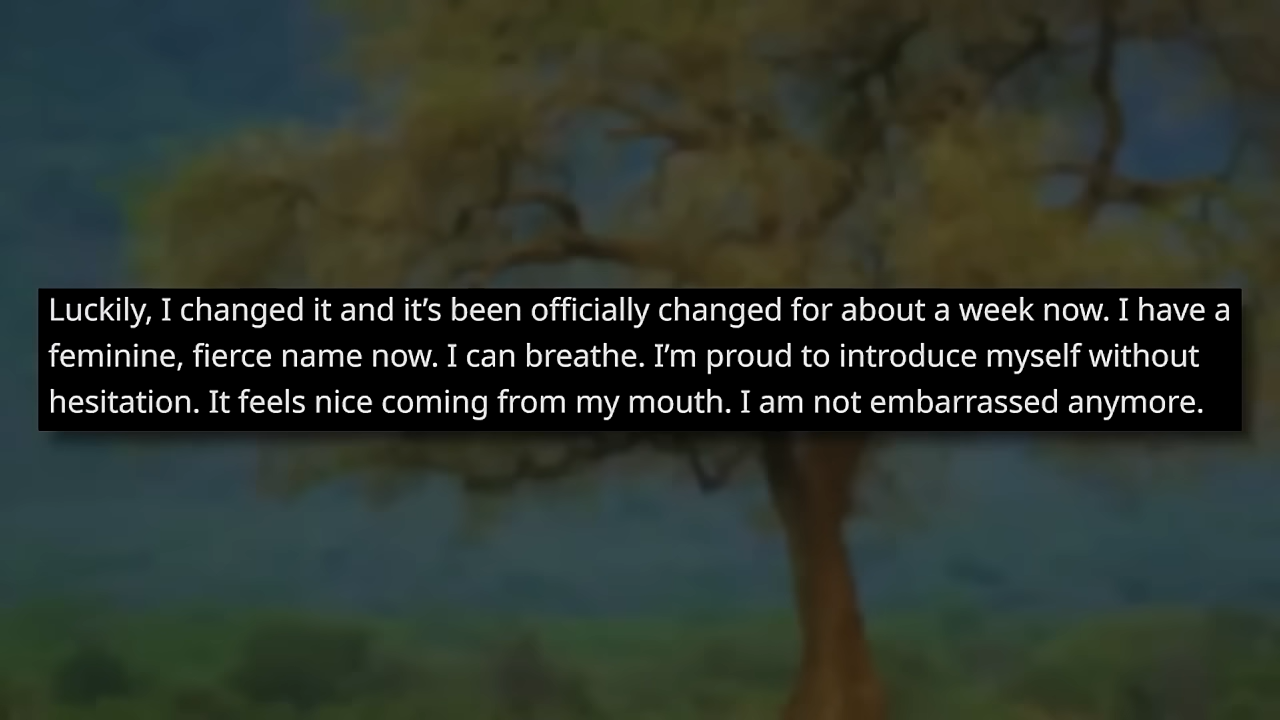 Luckily, I changed it and it’s been officially changed for about a week now. I have a
feminine, fierce name now. I can breathe. I’m proud to introduce myself without
hesitation. It feels nice coming from my mouth. I am not embarrassed anymore.